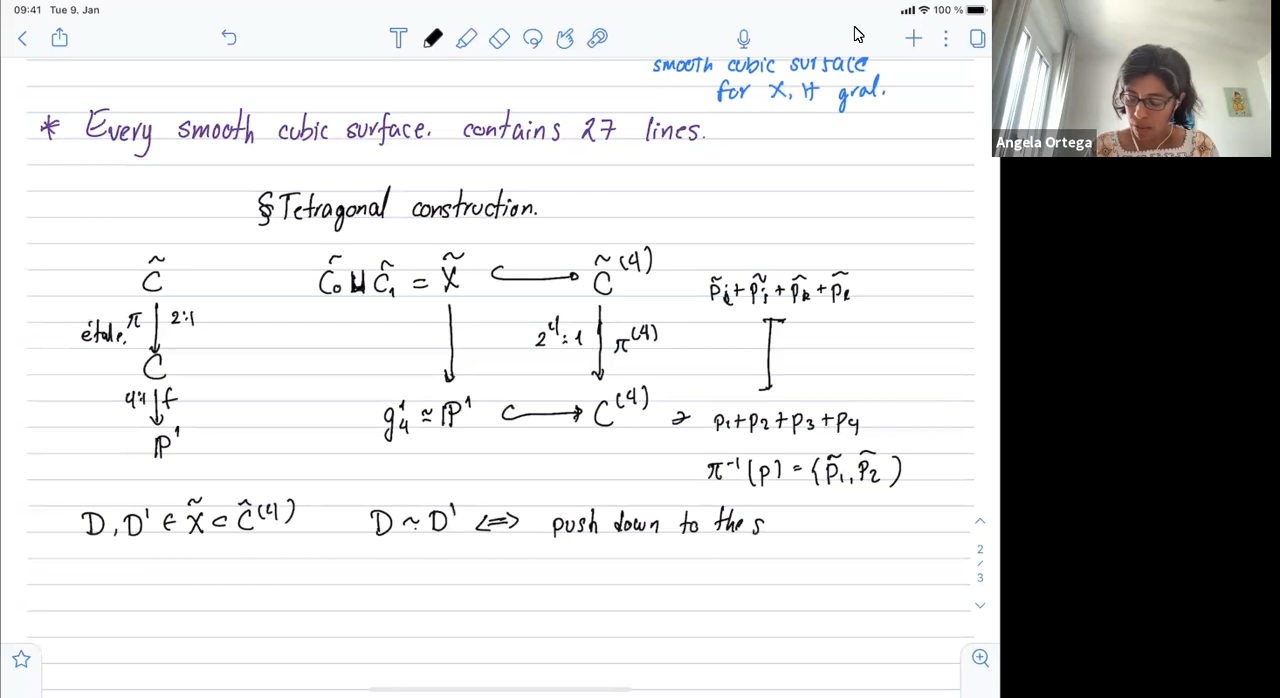 09:41 Tue 9. Jan
100 %
smooth cubic surface
for X, H gral.
* Every smooth cubic surface. contains 27 lines.
§ Tetragonal construction.
C̃ C̃₀ ⊔ C̃₁ = X̃ ⊂→ C̃⁽⁴⁾ p̃ᵢ + p̃ⱼ + p̃ₖ + p̃ₗ
étale. π ↓ 2:1 ↓ 2⁴:1 ↓ π⁽⁴⁾
C
4:1 ↓ f g¹₄ ≃ ℙ¹ ⊂→ C⁽⁴⁾ ∋ p₁+p₂+p₃+p₄
ℙ¹
π⁻¹(p) = {p̃₁, p̃₂}
D, D' ∈ X̃ ⊂ C̃⁽⁴⁾ D ~ D' ⇔ push down to the s
2
/
3
Angela Ortega